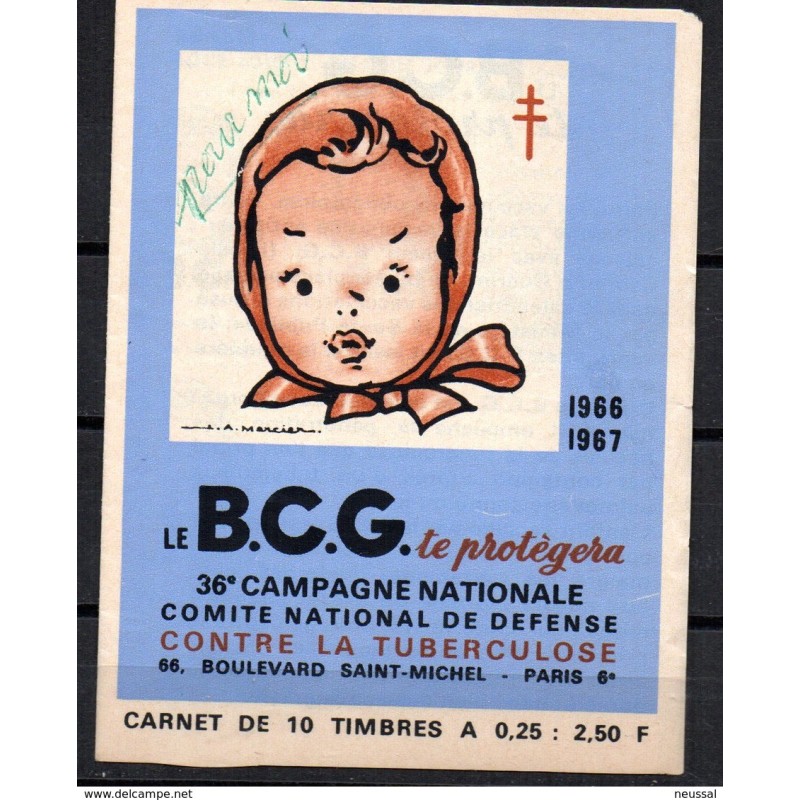 pour moi
J. A. Mercier.
1966
1967
LE B.C.G. te protègera
36e CAMPAGNE NATIONALE
COMITE NATIONAL DE DEFENSE
CONTRE LA TUBERCULOSE
66, BOULEVARD SAINT-MICHEL - PARIS 6e
CARNET DE 10 TIMBRES A 0,25 : 2,50 F
www.delcampe.net
neussal